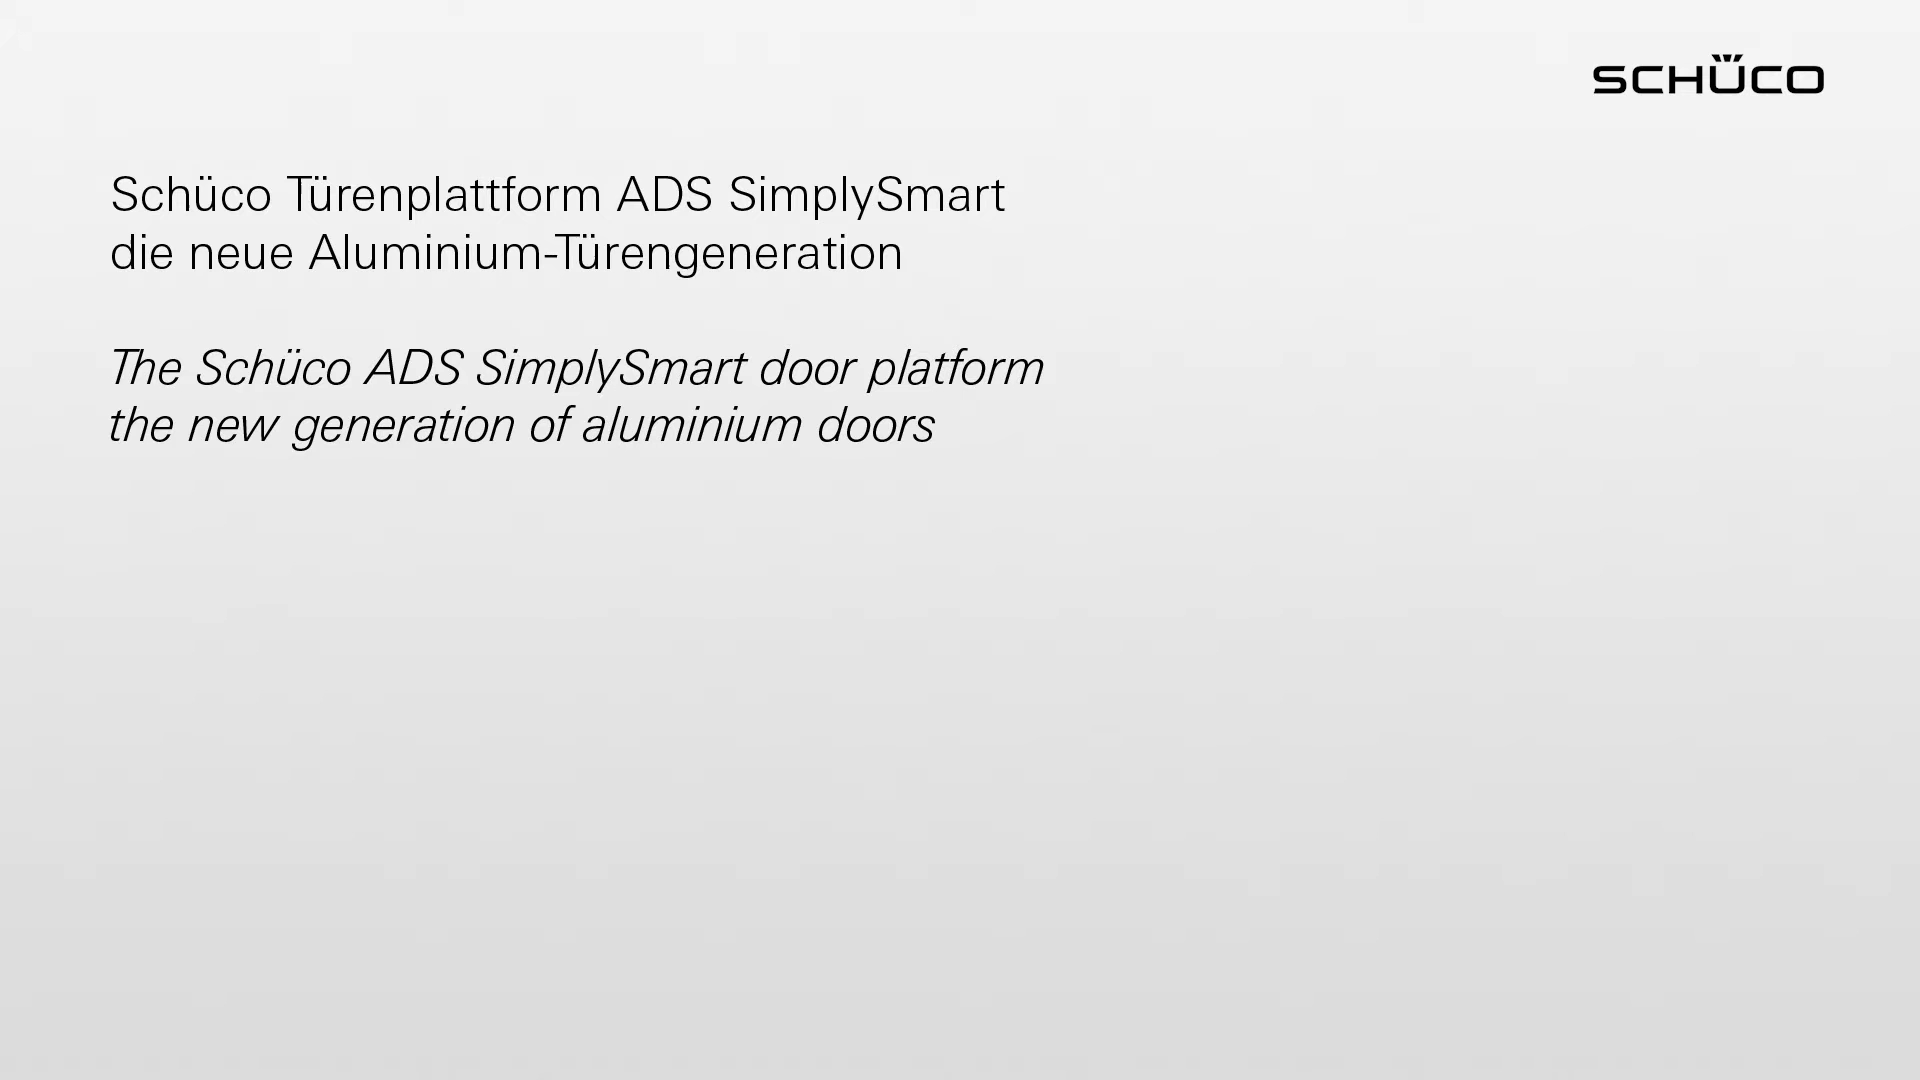 SCHÜCO
Schüco Türenplattform ADS SimplySmart
die neue Aluminium-Türengeneration
The Schüco ADS SimplySmart door platform
the new generation of aluminium doors